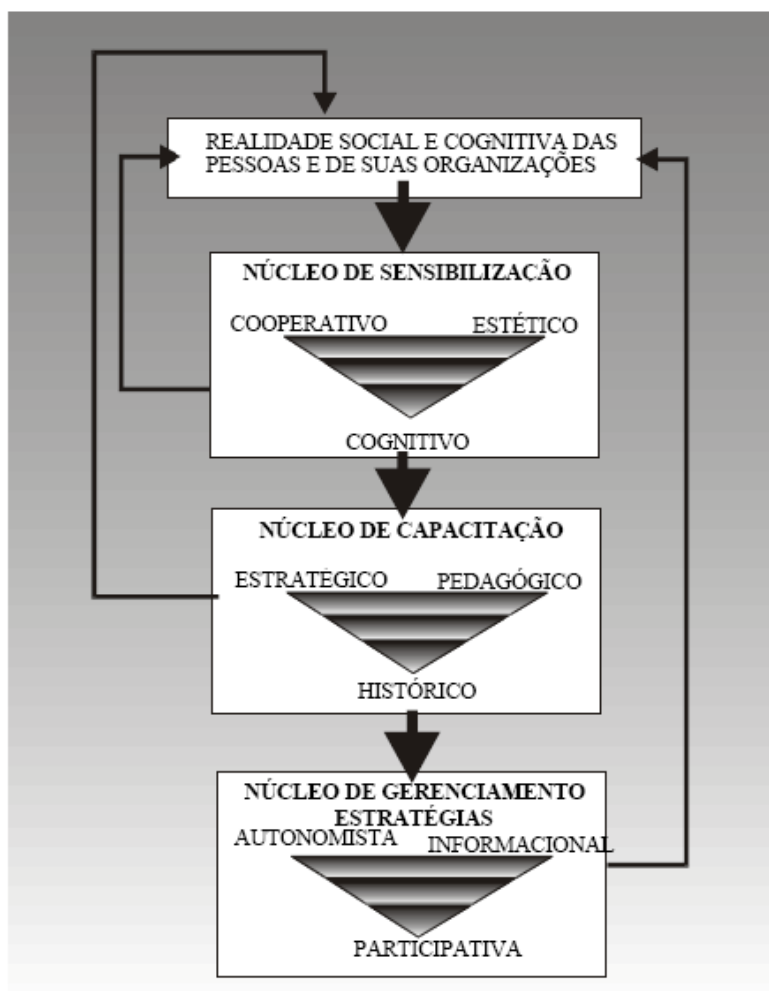 REALIDADE SOCIAL E COGNITIVA DAS
PESSOAS E DE SUAS ORGANIZAÇÕES
NÚCLEO DE SENSIBILIZAÇÃO
COOPERATIVO
ESTÉTICO
COGNITIVO
NÚCLEO DE CAPACITAÇÃO
ESTRATÉGICO
PEDAGÓGICO
HISTÓRICO
NÚCLEO DE GERENCIAMENTO
ESTRATÉGIAS
AUTONOMISTA
INFORMACIONAL
PARTICIPATIVA